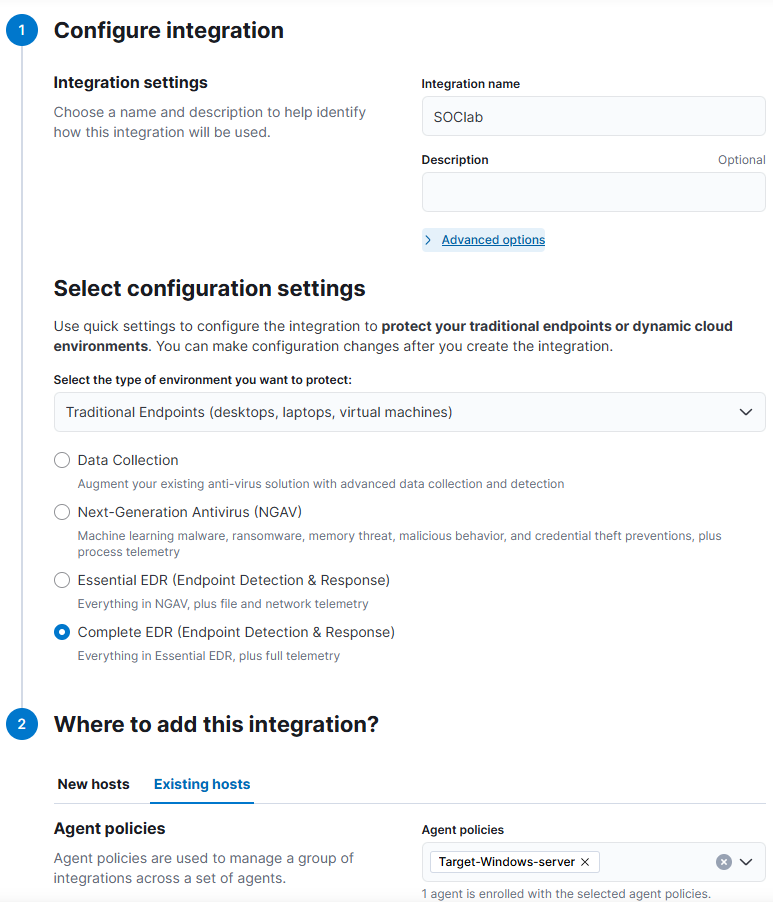 1
Configure integration
Integration settings
Choose a name and description to help identify
how this integration will be used.
Integration name
SOClab
Description
Optional
Advanced options
Select configuration settings
Use quick settings to configure the integration to protect your traditional endpoints or dynamic cloud
environments. You can make configuration changes after you create the integration.
Select the type of environment you want to protect:
Traditional Endpoints (desktops, laptops, virtual machines)
Data Collection
Augment your existing anti-virus solution with advanced data collection and detection
Next-Generation Antivirus (NGAV)
Machine learning malware, ransomware, memory threat, malicious behavior, and credential theft preventions, plus
process telemetry
Essential EDR (Endpoint Detection & Response)
Everything in NGAV, plus file and network telemetry
Complete EDR (Endpoint Detection & Response)
Everything in Essential EDR, plus full telemetry
2
Where to add this integration?
New hosts
Existing hosts
Agent policies
Agent policies are used to manage a group of
integrations across a set of agents.
Agent policies
Target-Windows-server
1 agent is enrolled with the selected agent policies.